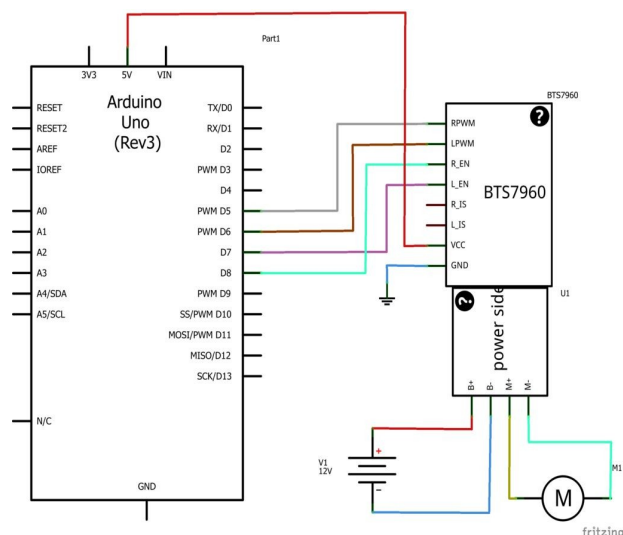 Part1
3V3
5V
VIN
Arduino
Uno
(Rev3)
RESET
RESET2
AREF
IOREF
A0
A1
A2
A3
A4/SDA
A5/SCL
N/C
GND
TX/D0
RX/D1
D2
PWM D3
D4
PWM D5
PWM D6
D7
D8
PWM D9
SS/PWM D10
MOSI/PWM D11
MISO/D12
SCK/D13
BTS7960
?
RPWM
LPWM
R_EN
L_EN
R_IS
L_IS
VCC
GND
BTS7960
U1
?
power side
B+
B-
M+
M-
V1
12V
+
−
M1
M
fritzing